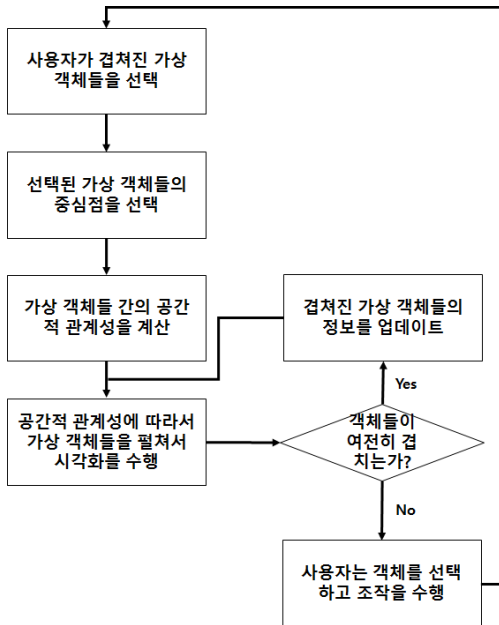 사용자가 겹쳐진 가상
객체들을 선택
선택된 가상 객체들의
중심점을 선택
가상 객체들 간의 공간
적 관계성을 계산
겹쳐진 가상 객체들의
정보를 업데이트
Yes
공간적 관계성에 따라서
가상 객체들을 펼쳐서
시각화를 수행
객체들이
여전히 겹
치는가?
No
사용자는 객체를 선택
하고 조작을 수행